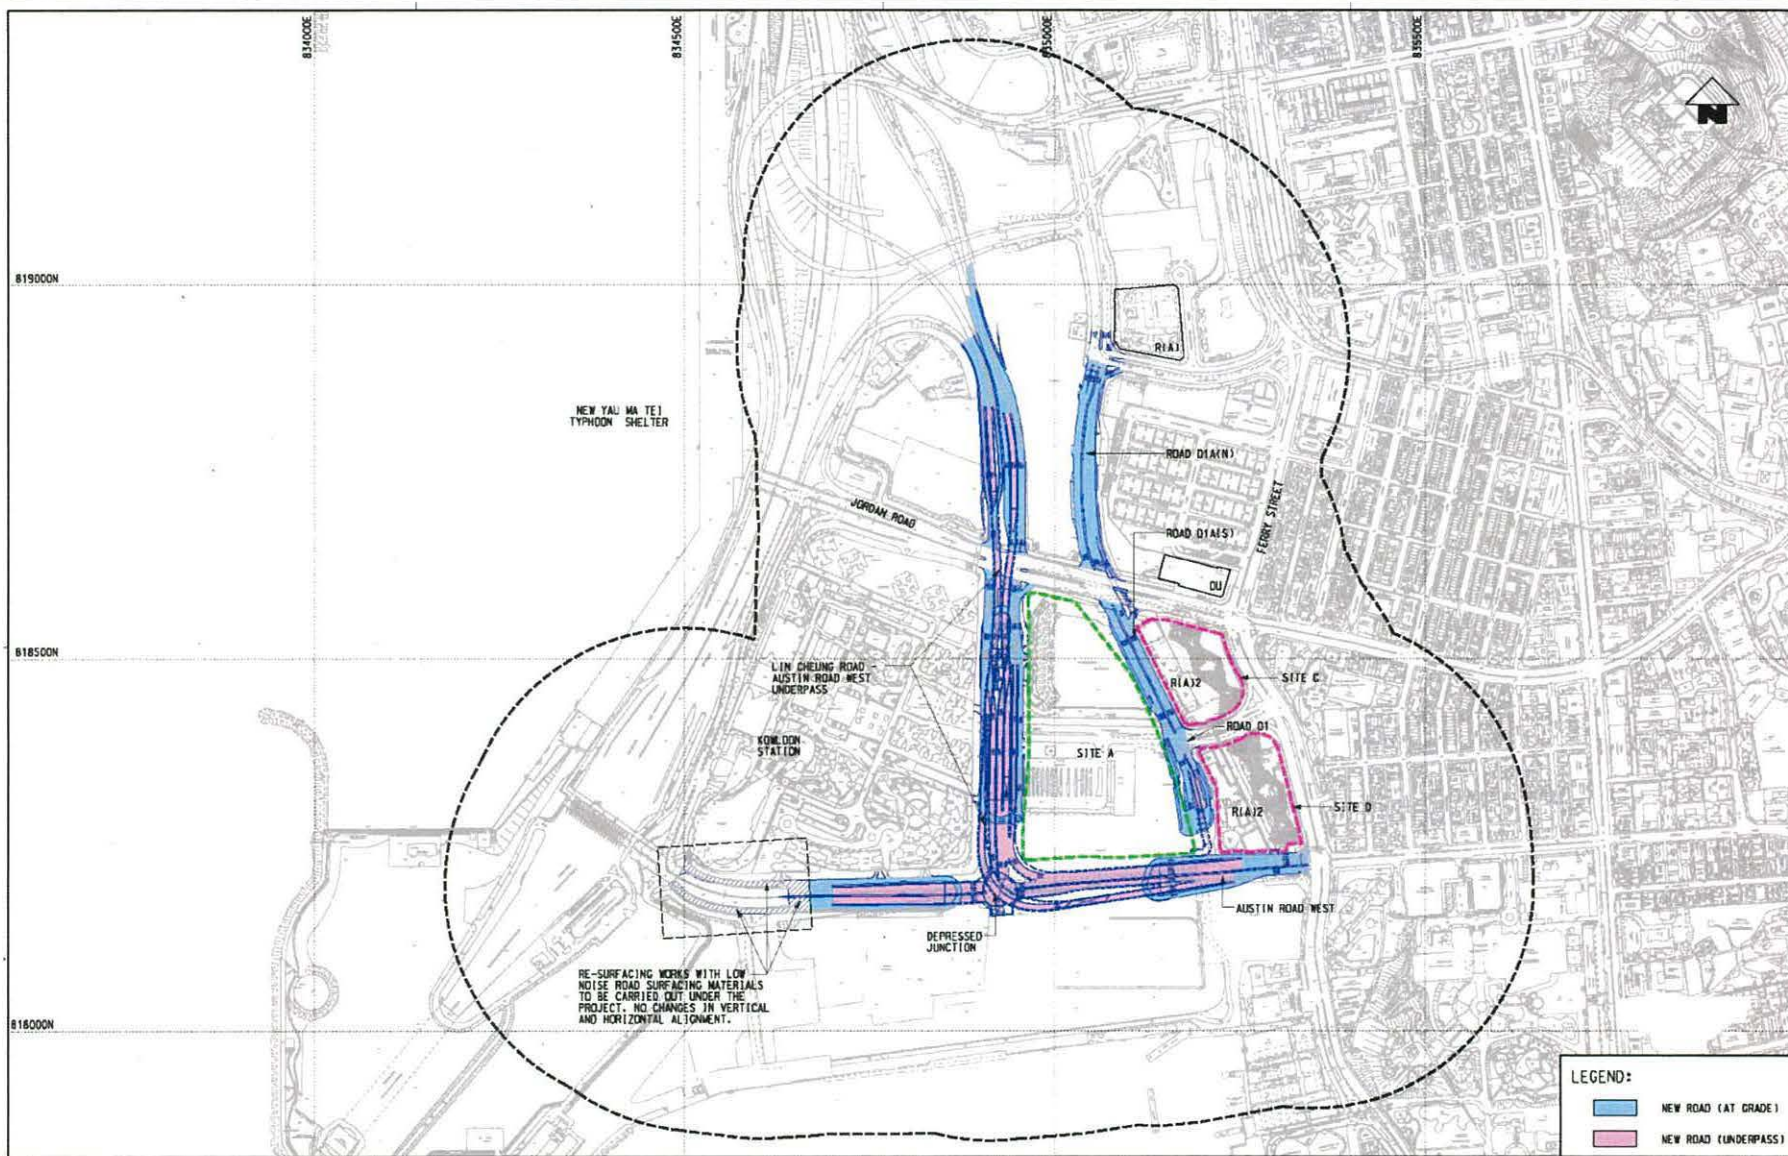 834000E
834500E
835000E
835500E
N
819000N
R(A)1
NEW YAU MA TEI
TYPHOON SHELTER
ROAD D1A(N)
JORDAN ROAD
FERRY STREET
ROAD D1A(S)
OU
818500N
LIN CHEUNG ROAD -
AUSTIN ROAD WEST
UNDERPASS
R(A)2
SITE C
ROAD D1
KOWLOON
STATION
SITE A
R(A)2
SITE D
AUSTIN ROAD WEST
DEPRESSED
JUNCTION
RE-SURFACING WORKS WITH LOW
NOISE ROAD SURFACING MATERIALS
TO BE CARRIED OUT UNDER THE
PROJECT. NO CHANGES IN VERTICAL
AND HORIZONTAL ALIGNMENT.
818000N
LEGEND:
NEW ROAD (AT GRADE)
NEW ROAD (UNDERPASS)